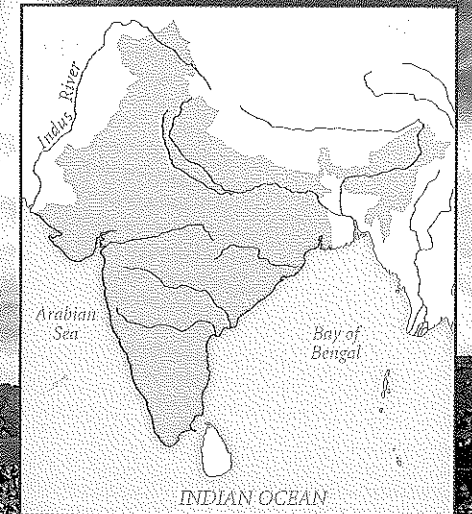 Indus River
Arabian
Sea
Bay of
Bengal
INDIAN OCEAN